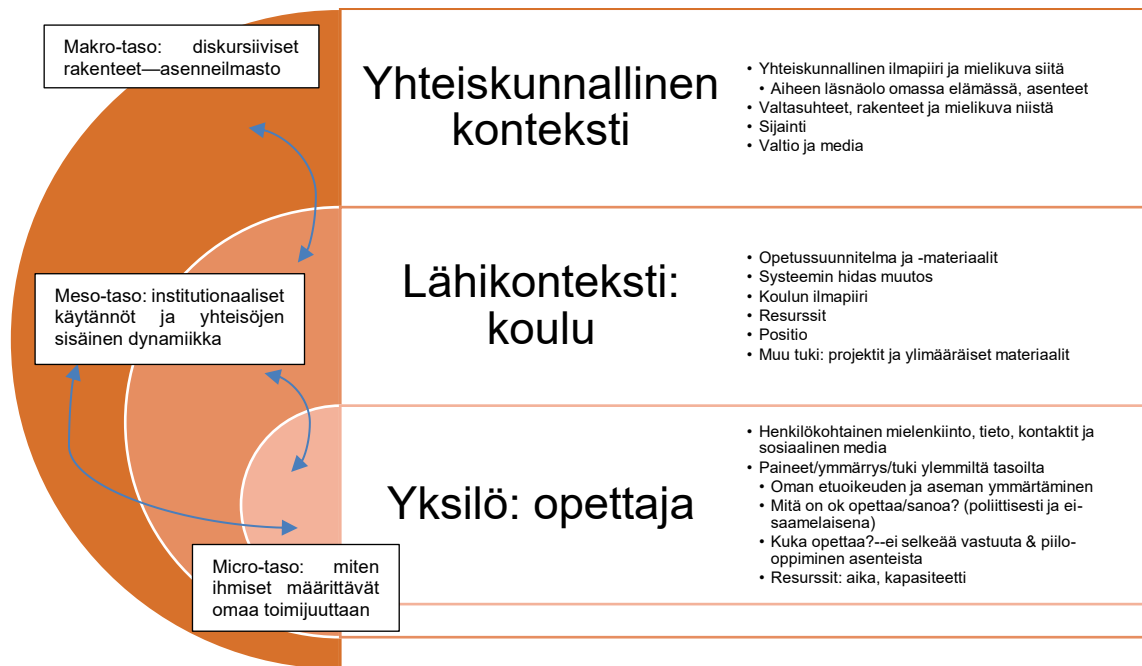 Makro-taso: diskursiiviset
rakenteet—asenneilmasto
Yhteiskunnallinen
konteksti
• Yhteiskunnallinen ilmapiiri ja mielikuva siitä
• Aiheen läsnäolo omassa elämässä, asenteet
• Valtasuhteet, rakenteet ja mielikuva niistä
• Sijainti
• Valtio ja media
Meso-taso: institutionaaliset
käytännöt ja yhteisöjen
sisäinen dynamiikka
Lähikonteksti:
koulu
• Opetussuunnitelma ja -materiaalit
• Systeemin hidas muutos
• Koulun ilmapiiri
• Resurssit
• Positio
• Muu tuki: projektit ja ylimääräiset materiaalit
Micro-taso: miten
ihmiset määrittävät
omaa toimijuuttaan
Yksilö: opettaja
• Henkilökohtainen mielenkiinto, tieto, kontaktit ja
sosiaalinen media
• Paineet/ymmärrys/tuki ylemmiltä tasoilta
• Oman etuoikeuden ja aseman ymmärtäminen
• Mitä on ok opettaa/sanoa? (poliittisesti ja ei-
saamelaisena)
• Kuka opettaa?--ei selkeää vastuuta & piilo-
oppiminen asenteista
• Resurssit: aika, kapasiteetti